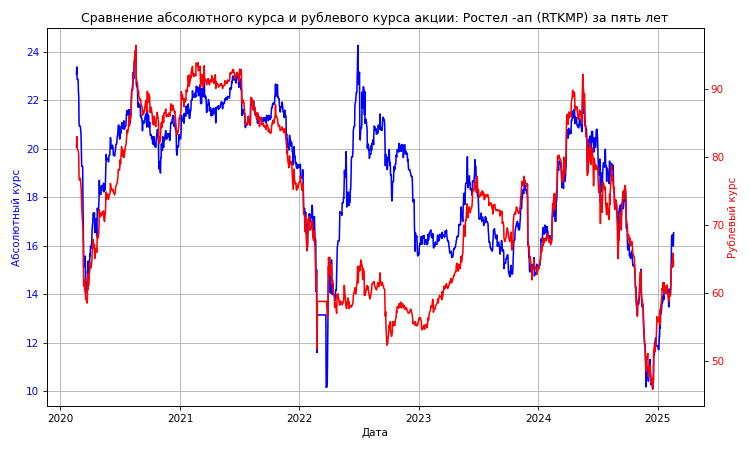 Сравнение абсолютного курса и рублевого курса акции: Ростел -ап (RTKMP) за пять лет
Абсолютный курс
24
22
20
18
16
14
12
10
90
80
70
60
50
Рублевый курс
2020 2021 2022 2023 2024 2025
Дата